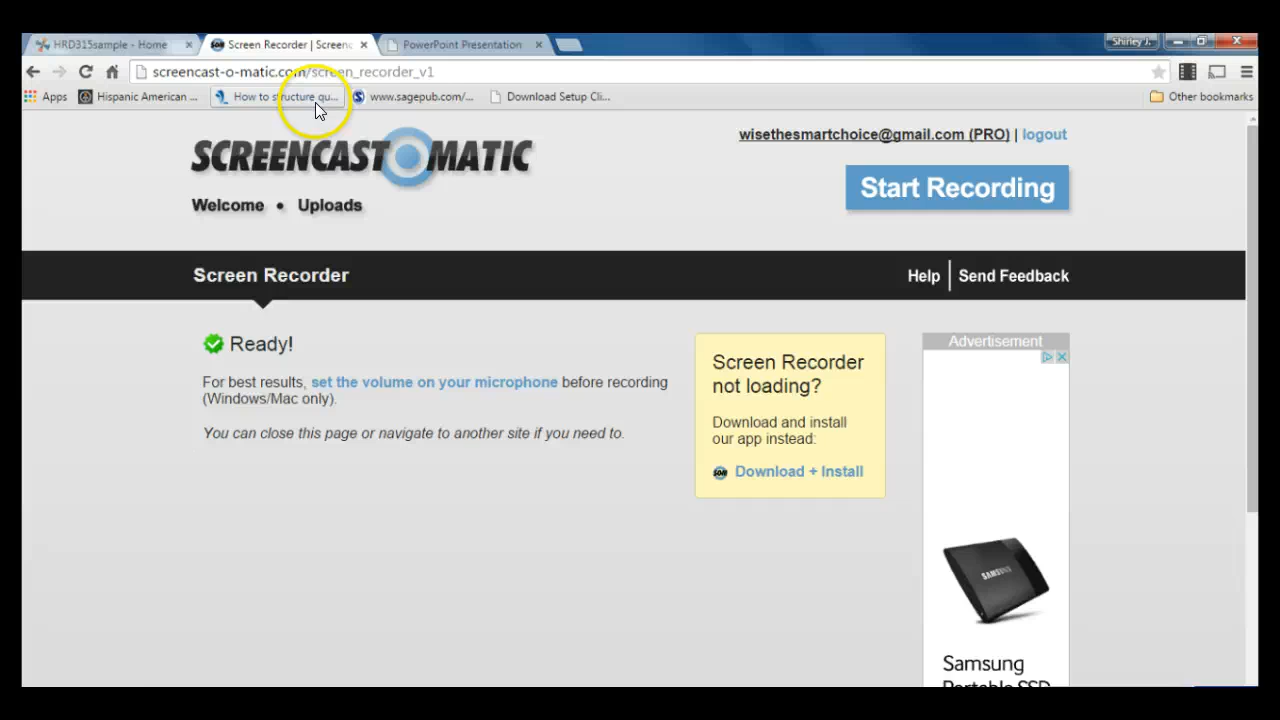 HRD315sample - Home
Screen Recorder | Screenc
PowerPoint Presentation
Shirley J.
screencast-o-matic.com/screen_recorder_v1
Apps
Hispanic American ...
How to structure qu...
www.sagepub.com/...
Download Setup Cli...
Other bookmarks
SCREENCAST O MATIC
wisethesmartchoice@gmail.com (PRO) | logout
Start Recording
Welcome • Uploads
Screen Recorder
Help | Send Feedback
Ready!
For best results, set the volume on your microphone before recording
(Windows/Mac only).
You can close this page or navigate to another site if you need to.
Screen Recorder
not loading?
Download and install
our app instead:
SOM Download + Install
Advertisement
SAMSUNG
Samsung
Portable SSD